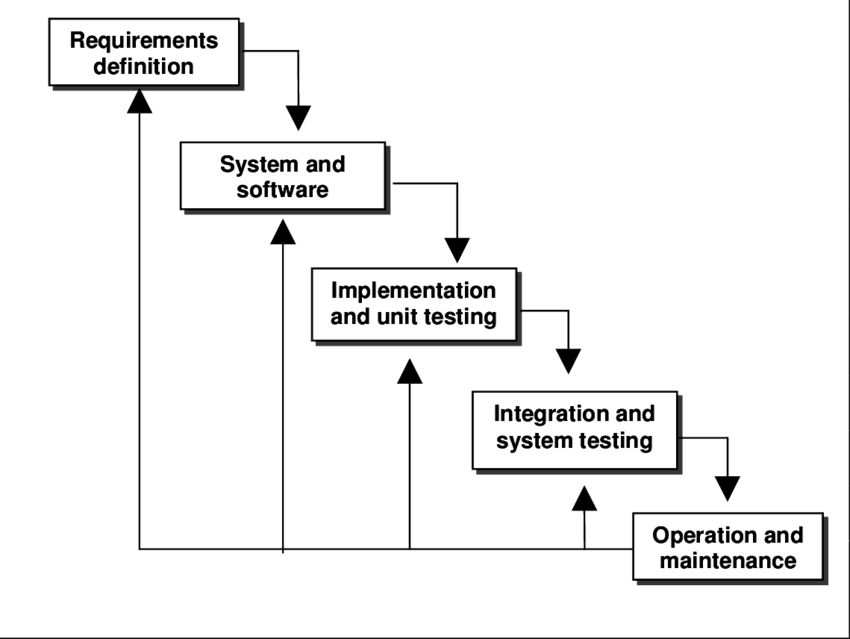 Requirements
definition
System and
software
Implementation
and unit testing
Integration and
system testing
Operation and
maintenance